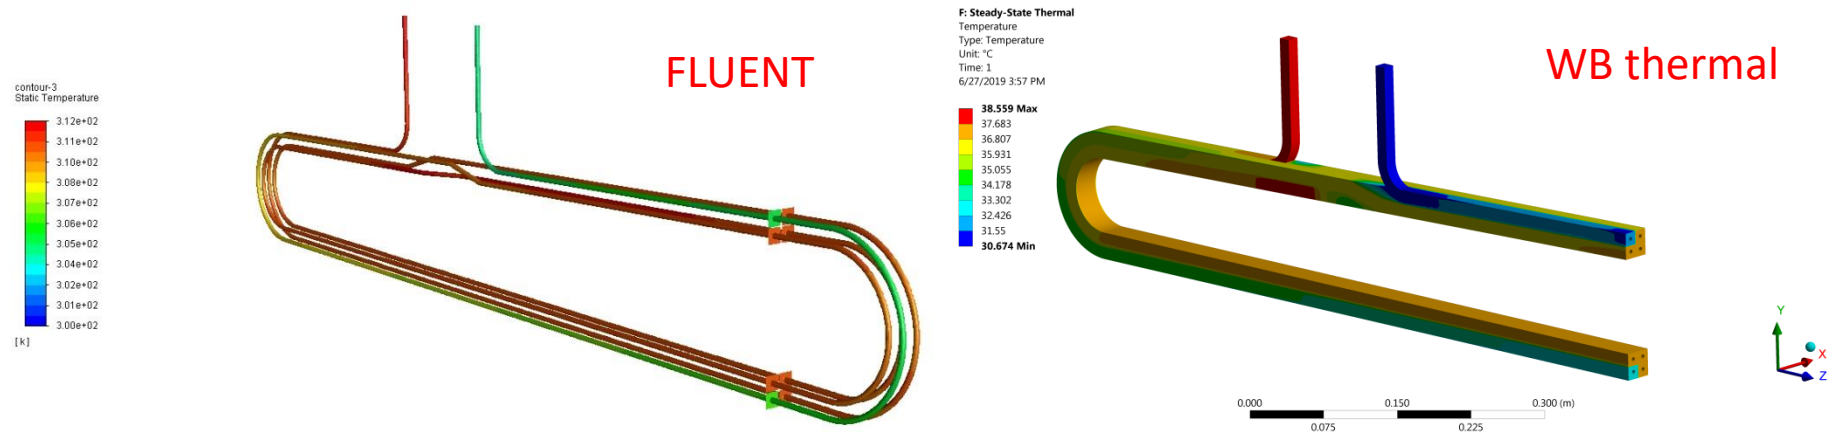 contour-3
Static Temperature
3.12e+02
3.11e+02
3.10e+02
3.08e+02
3.07e+02
3.06e+02
3.05e+02
3.04e+02
3.02e+02
3.01e+02
3.00e+02
[k]
FLUENT
F: Steady-State Thermal
Temperature
Type: Temperature
Unit: °C
Time: 1
6/27/2019 3:57 PM
38.559 Max
37.683
36.807
35.931
35.055
34.178
33.302
32.426
31.55
30.674 Min
WB thermal
Y
X
Z
0.000
0.150
0.300 (m)
0.075
0.225